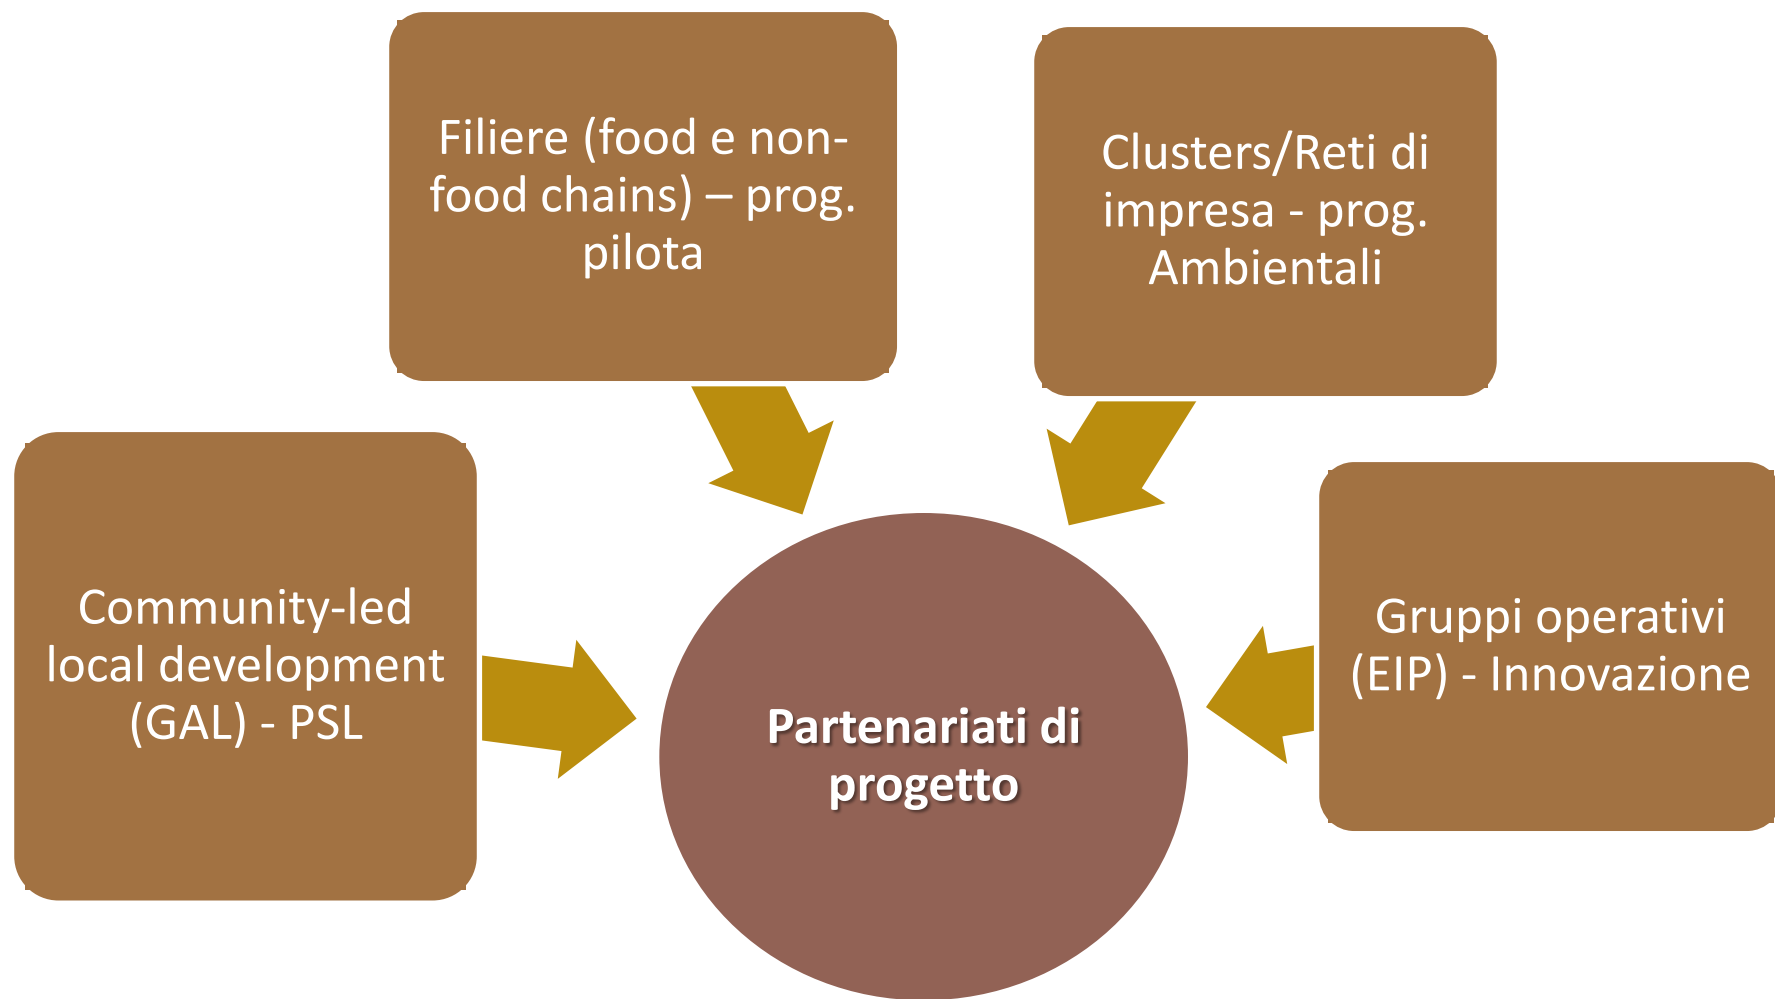 Filiere (food e non-
food chains) – prog.
pilota
Clusters/Reti di
impresa - prog.
Ambientali
Community-led
local development
(GAL) - PSL
Gruppi operativi
(EIP) - Innovazione
Partenariati di
progetto